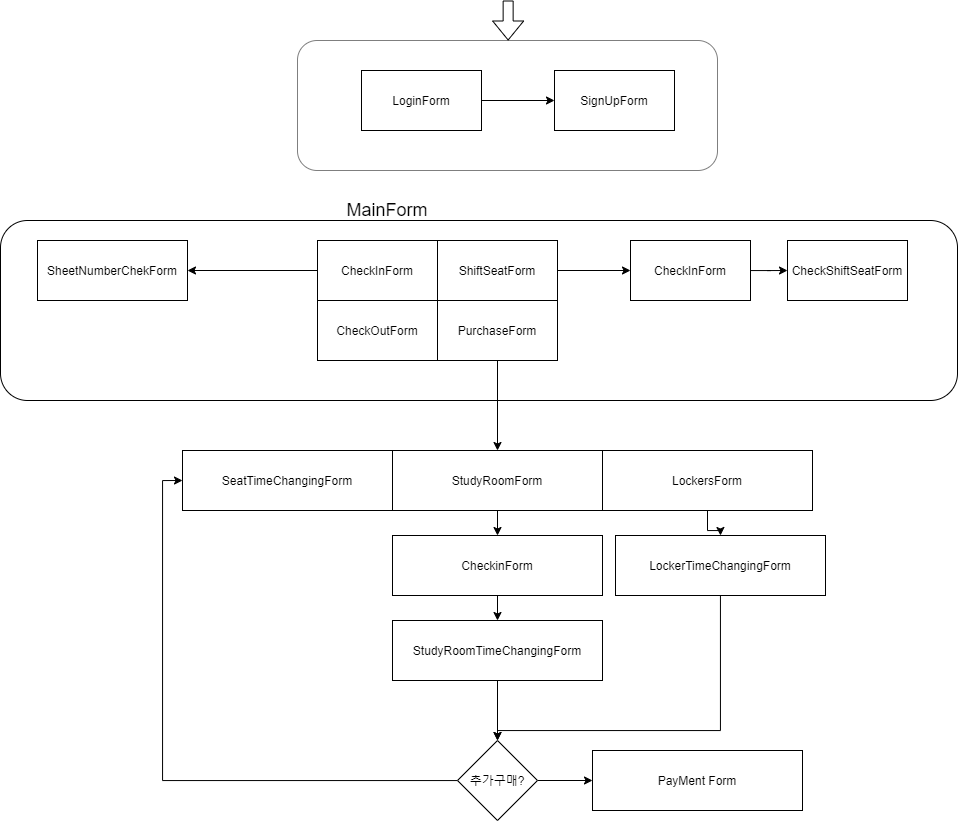 LoginForm
SignUpForm
MainForm
SheetNumberChekForm
CheckInForm
ShiftSeatForm
CheckInForm
CheckShiftSeatForm
CheckOutForm
PurchaseForm
SeatTimeChangingForm
StudyRoomForm
LockersForm
CheckinForm
LockerTimeChangingForm
StudyRoomTimeChangingForm
추가구매?
PayMent Form